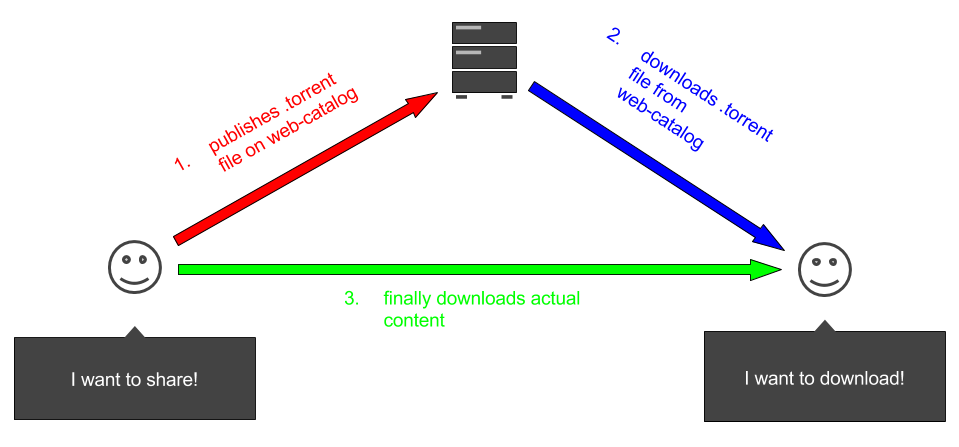 1. publishes .torrent
file on web-catalog
2. downloads .torrent
file from
web-catalog
3. finally downloads actual
content
I want to share!
I want to download!